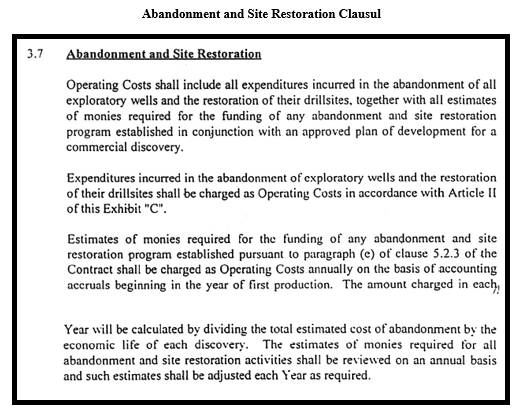 Abandonment and Site Restoration Clausul
3.7 Abandonment and Site Restoration
Operating Costs shall include all expenditures incurred in the abandonment of all
exploratory wells and the restoration of their drillsites, together with all estimates
of monies required for the funding of any abandonment and site restoration
program established in conjunction with an approved plan of development for a
commercial discovery.
Expenditures incurred in the abandonment of exploratory wells and the restoration
of their drillsites shall be charged as Operating Costs in accordance with Article II
of this Exhibit "C".
Estimates of monies required for the funding of any abandonment and site
restoration program established pursuant to paragraph (e) of 5.2.3 of the
Contract shall be charged as Operating Costs annually on the basis of accounting
accruals beginning in the year of first production. The amount charged in each
Year will be calculated by dividing the total estimated cost of abandonment by the
economic life of each discovery. The estimates of monies required for all
abandonment and site restoration activities shall be reviewed on an annual basis
and such estimates shall be adjusted each Year as required.